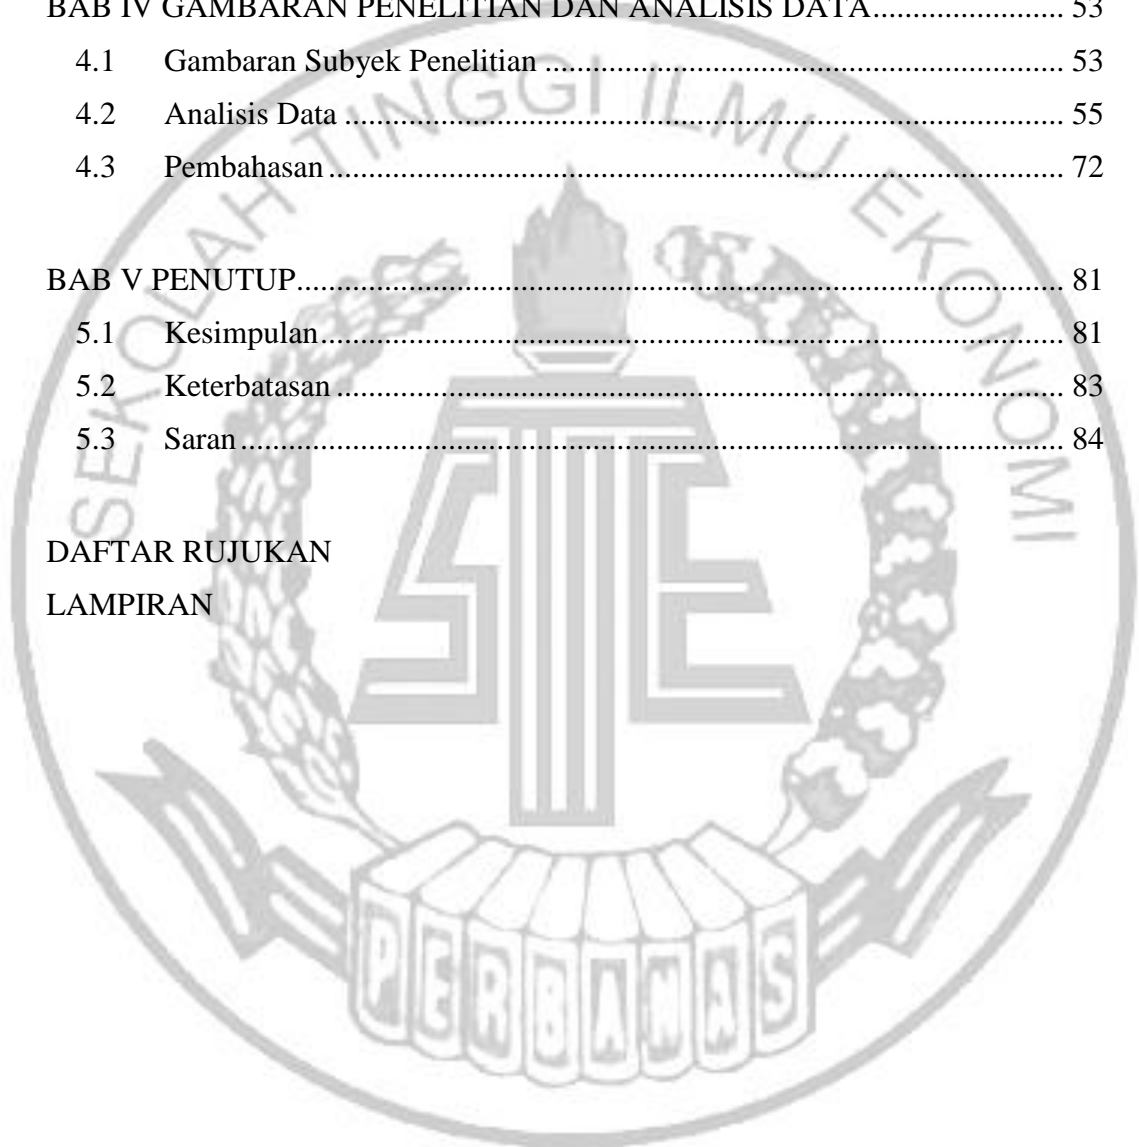 BAB IV GAMBARAN PENELITIAN DAN ANALISIS DATA........................ 53
4.1 Gambaran Subyek Penelitian ................................................................. 53
4.2 Analisis Data .......................................................................................... 55
4.3 Pembahasan ............................................................................................ 72
BAB V PENUTUP................................................................................................ 81
5.1 Kesimpulan............................................................................................. 81
5.2 Keterbatasan ........................................................................................... 83
5.3 Saran ....................................................................................................... 84
DAFTAR RUJUKAN
LAMPIRAN
SEKOLAH TINGGI ILMU EKONOMI
STIE
PERBANAS